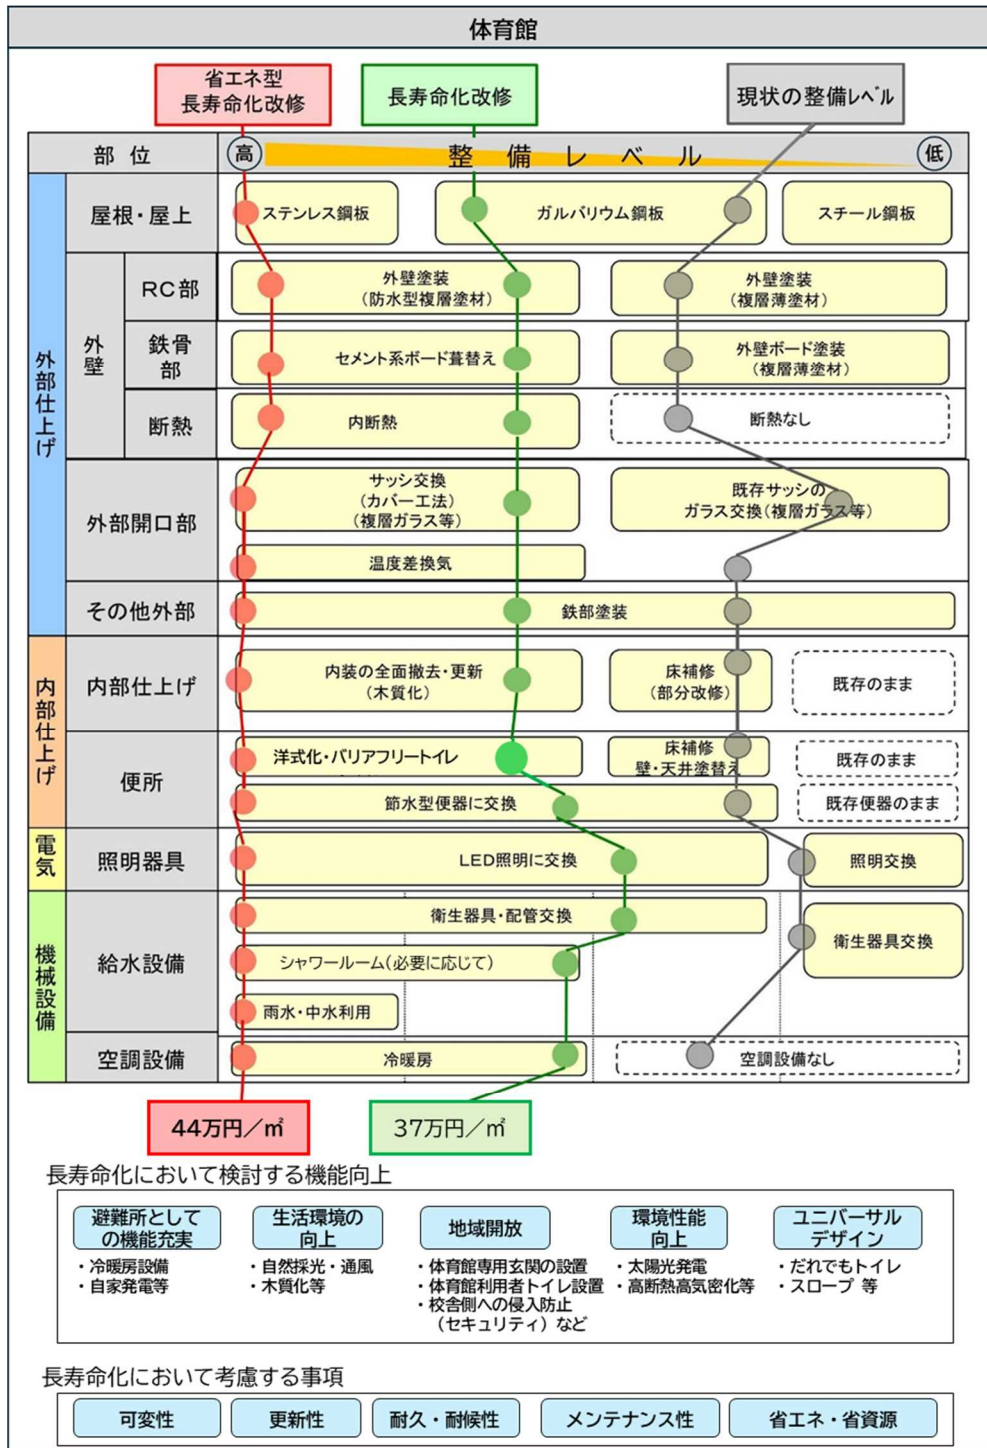 体育館
省エネ型
長寿命化改修
長寿命化改修
現状の整備レベル
部 位
高
整 備 レ ベ ル
低
外部仕上げ
屋根・屋上
ステンレス鋼板
ガルバリウム鋼板
スチール鋼板
外壁
RC部
外壁塗装
(防水型複層塗材)
外壁塗装
(複層薄塗材)
鉄骨
部
セメント系ボード葺替え
外壁ボード塗装
(複層薄塗材)
断熱
内断熱
断熱なし
外部開口部
サッシ交換
(カバー工法)
(複層ガラス等)
既存サッシの
ガラス交換(複層ガラス等)
温度差換気
その他外部
鉄部塗装
内部仕上げ
内部仕上げ
内装の全面撤去・更新
(木質化)
床補修
(部分改修)
既存のまま
便所
洋式化・バリアフリートイレ
床補修
壁・天井塗替え
既存のまま
節水型便器に交換
既存便器のまま
電気
照明器具
LED照明に交換
照明交換
機械設備
給水設備
衛生器具・配管交換
衛生器具交換
シャワールーム(必要に応じて)
雨水・中水利用
空調設備
冷暖房
空調設備なし
44万円/㎡
37万円/㎡
長寿命化において検討する機能向上
避難所として
の機能充実
・冷暖房設備
・自家発電等
生活環境の
向上
・自然採光・通風
・木質化等
地域開放
・体育館専用玄関の設置
・体育館利用者トイレ設置
・校舎側への侵入防止
(セキュリティ)など
環境性能
向上
・太陽光発電
・高断熱高気密化等
ユニバーサル
デザイン
・だれでもトイレ
・スロープ 等
長寿命化において考慮する事項
可変性
更新性
耐久・耐候性
メンテナンス性
省エネ・省資源